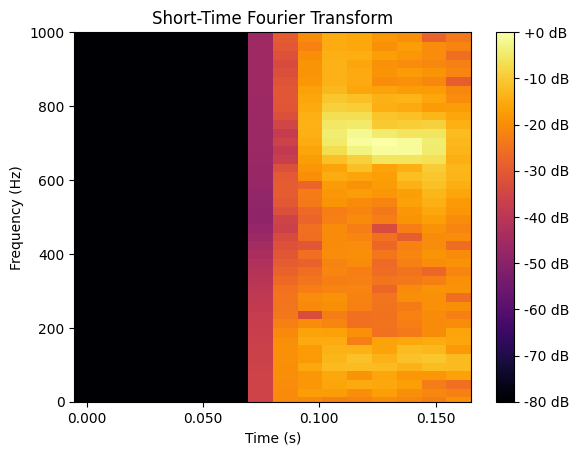 Short-Time Fourier Transform
1000
800
600
400
200
0
Frequency (Hz)
0.000
0.050
0.100
0.150
Time (s)
+0 dB
-10 dB
-20 dB
-30 dB
-40 dB
-50 dB
-60 dB
-70 dB
-80 dB